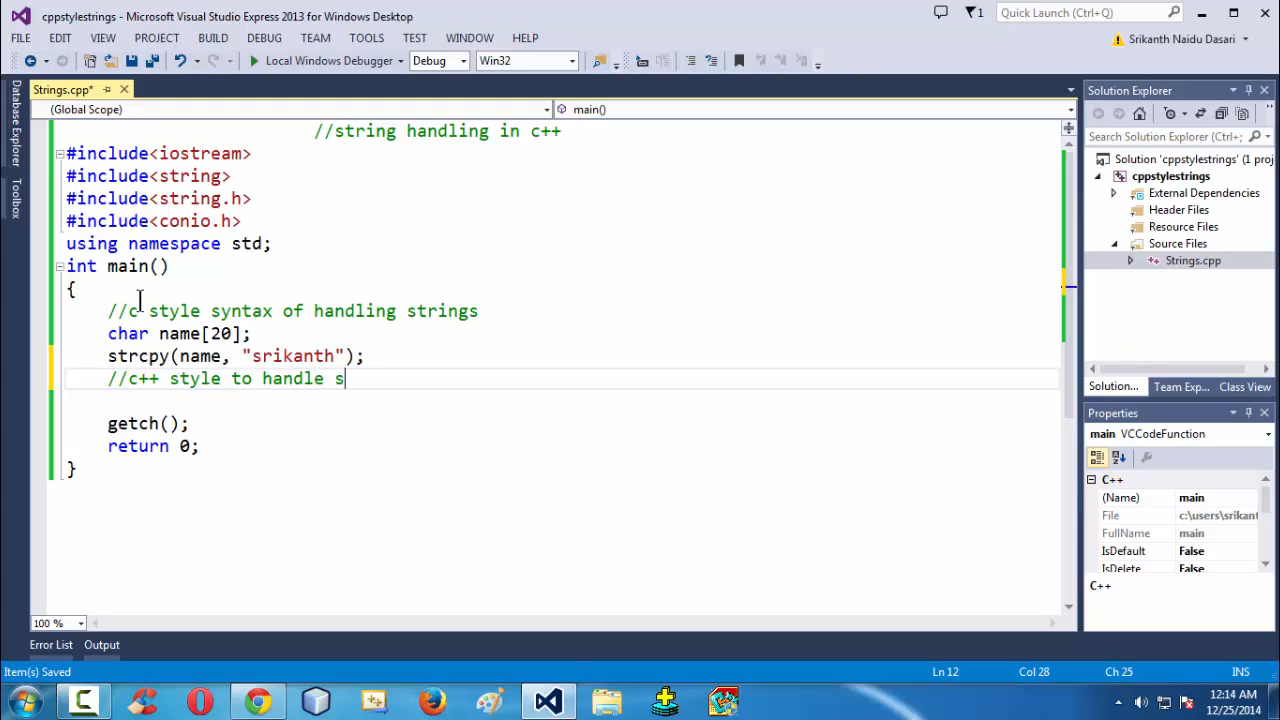 cppstylestrings - Microsoft Visual Studio Express 2013 for Windows Desktop
1
Quick Launch (Ctrl+Q)
FILE EDIT VIEW PROJECT BUILD DEBUG TEAM TOOLS TEST WINDOW HELP
Srikanth Naidu Dasari
Local Windows Debugger Debug Win32
Database Explorer
Toolbox
Strings.cpp*
(Global Scope) main()
//string handling in c++
#include<iostream>
#include<string>
#include<string.h>
#include<conio.h>
using namespace std;
int main()
{
//c style syntax of handling strings
char name[20];
strcpy(name, "srikanth");
//c++ style to handle s
getch();
return 0;
}
100 %
Solution Explorer
Search Solution Explorer (Ctrl+
Solution 'cppstylestrings' (1 proj
cppstylestrings
External Dependencies
Header Files
Resource Files
Source Files
Strings.cpp
Solution... Team Exp... Class View
Properties
main VCCodeFunction
C++
(Name) main
File c:\users\srikant
FullName main
IsDefault False
IsDelete False
C++
Error List Output
Item(s) Saved Ln 12 Col 28 Ch 25 INS
12:14 AM
12/25/2014